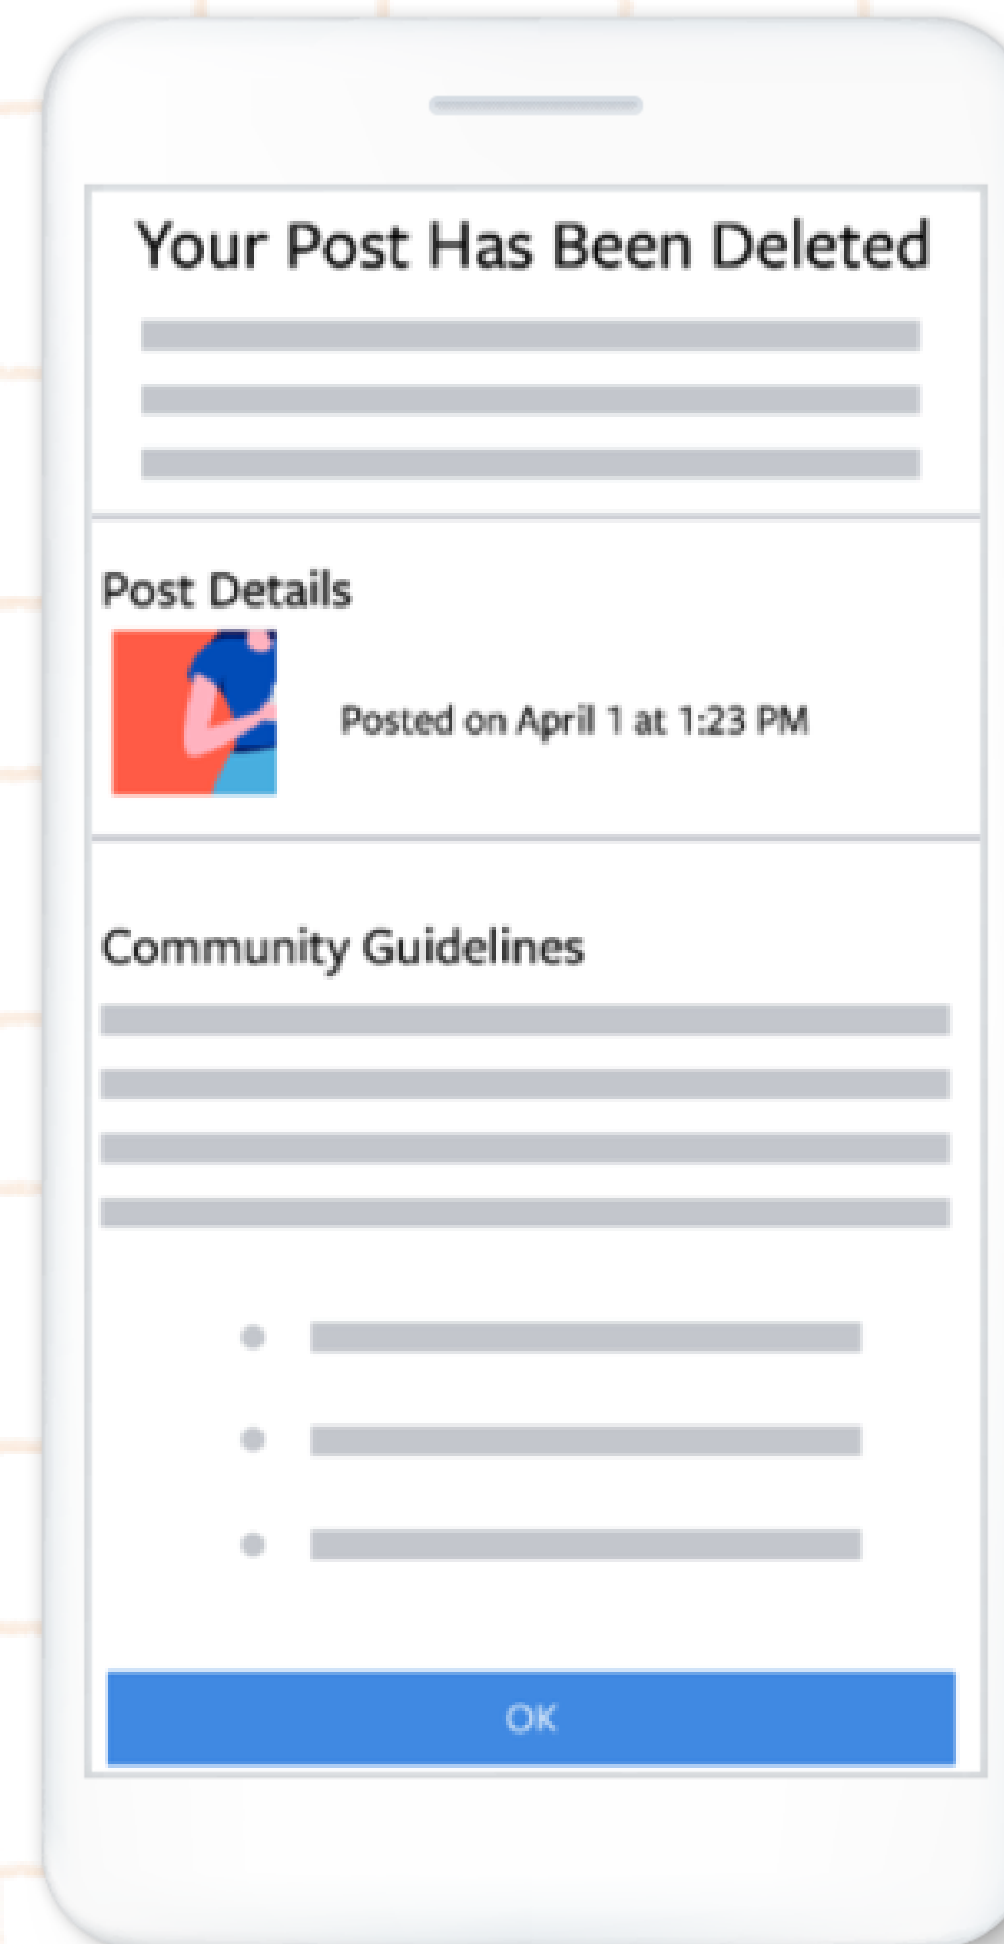 Your Post Has Been Deleted
Post Details
Posted on April 1 at 1:23 PM
Community Guidelines
OK